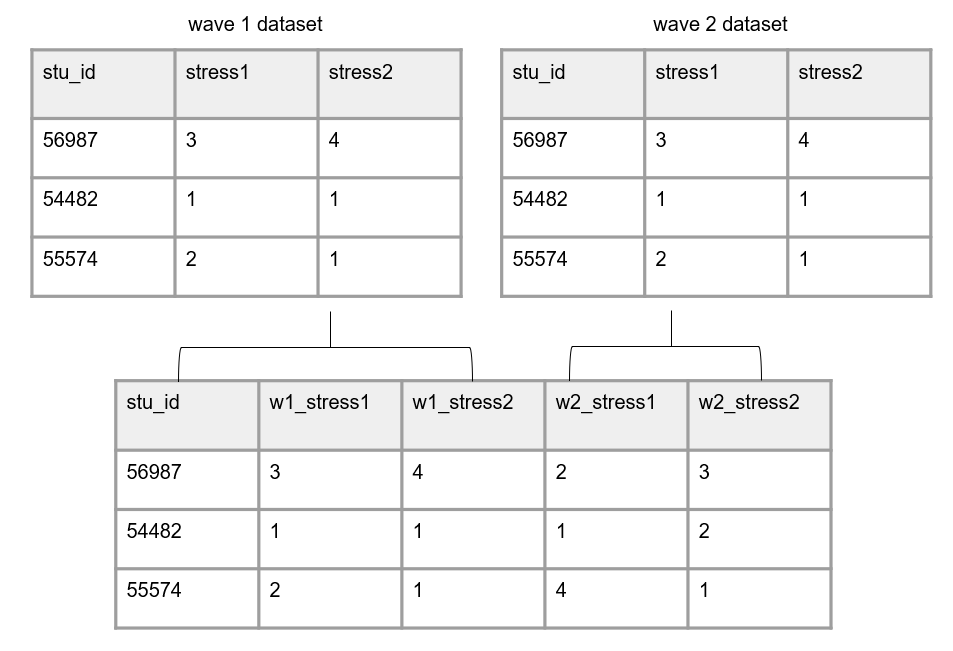 wave 1 dataset
wave 2 dataset
stu_id stress1 stress2
56987 3 4
54482 1 1
55574 2 1
stu_id stress1 stress2
56987 3 4
54482 1 1
55574 2 1
stu_id w1_stress1 w1_stress2 w2_stress1 w2_stress2
56987 3 4 2 3
54482 1 1 1 2
55574 2 1 4 1